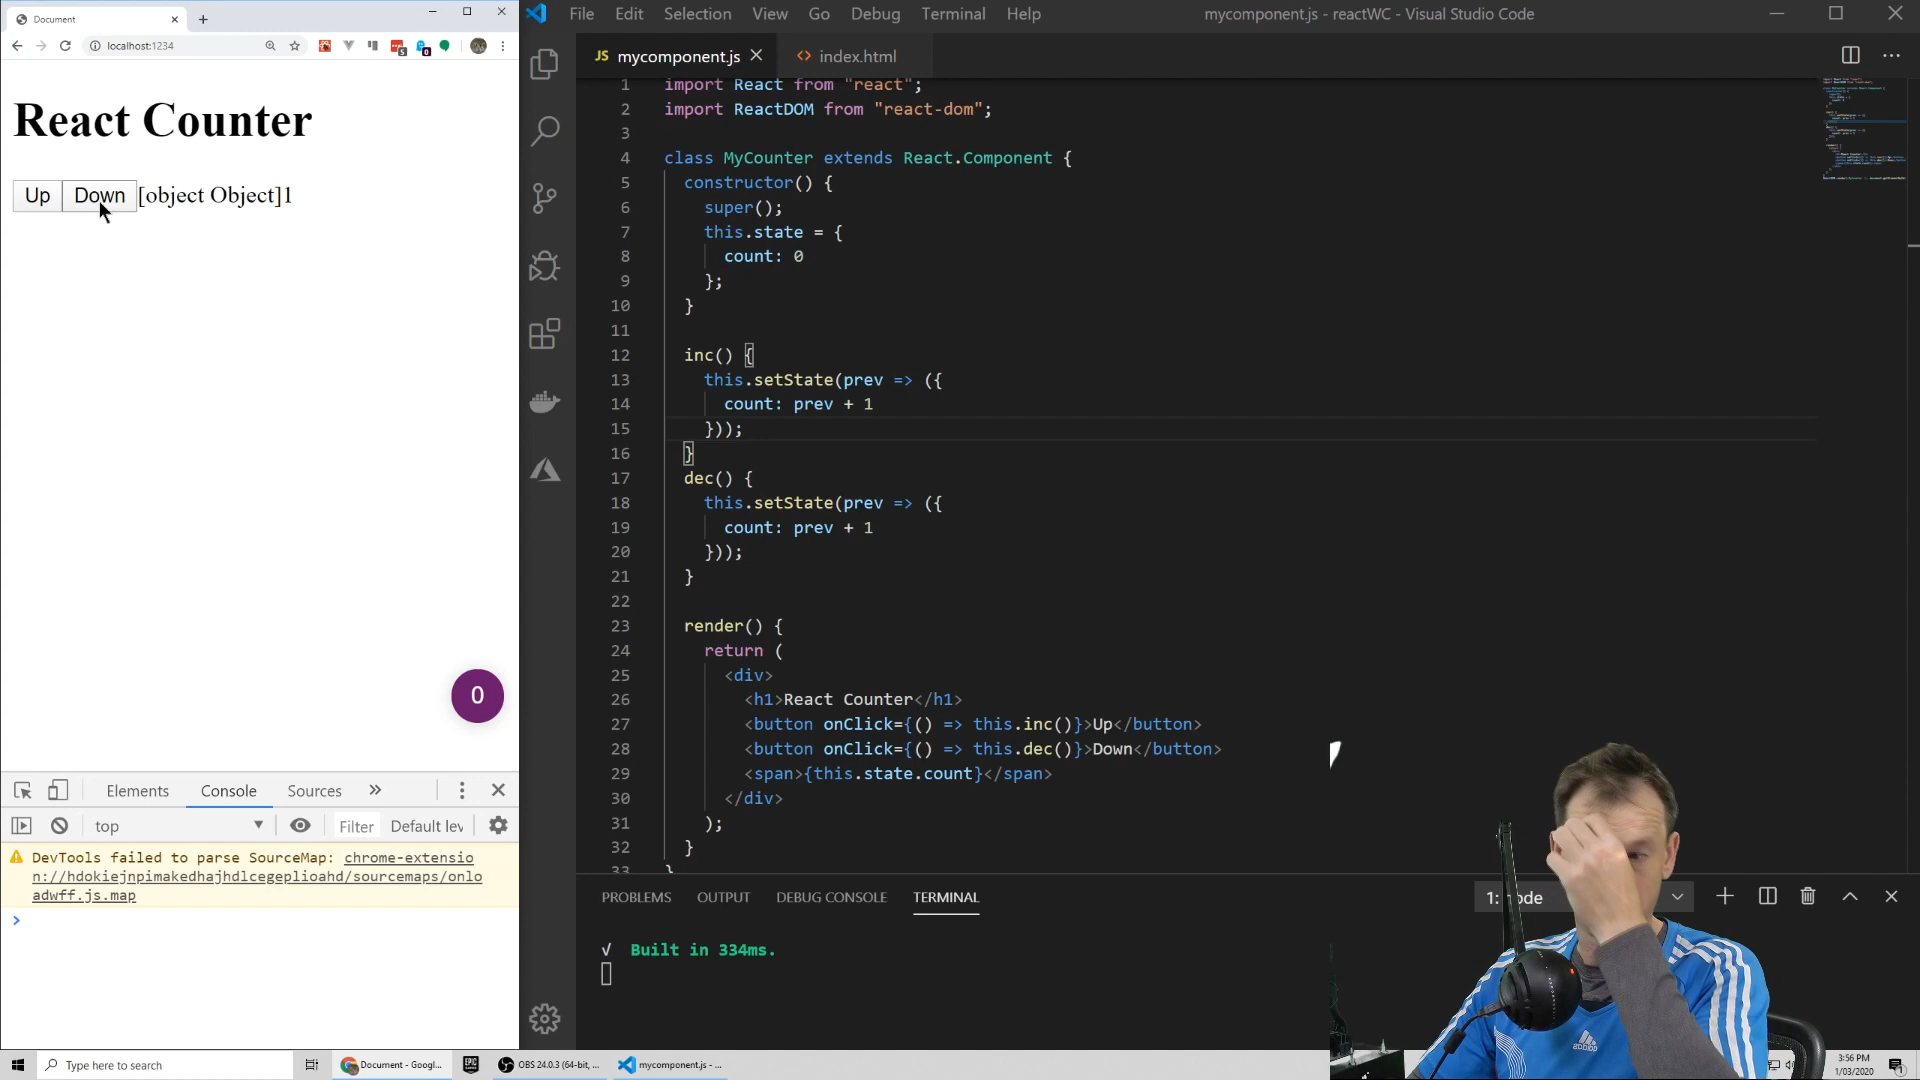 Document
localhost:1234
React Counter
Up Down [object Object]1
0
Elements Console Sources
top Filter Default lev
DevTools failed to parse SourceMap: chrome-extensio
n://hdokiejnpimakedhajhdlcegeplioahd/sourcemaps/onlo
adwff.js.map
File Edit Selection View Go Debug Terminal Help mycomponent.js - reactWC - Visual Studio Code
JS mycomponent.js index.html
1 import React from "react";
2 import ReactDOM from "react-dom";
3
4 class MyCounter extends React.Component {
5 constructor() {
6 super();
7 this.state = {
8 count: 0
9 };
10 }
11
12 inc() {
13 this.setState(prev => ({
14 count: prev + 1
15 }));
16 }
17 dec() {
18 this.setState(prev => ({
19 count: prev + 1
20 }));
21 }
22
23 render() {
24 return (
25 <div>
26 <h1>React Counter</h1>
27 <button onClick={() => this.inc()}>Up</button>
28 <button onClick={() => this.dec()}>Down</button>
29 <span>{this.state.count}</span>
30 </div>
31 );
32 }
33 }
PROBLEMS OUTPUT DEBUG CONSOLE TERMINAL
√ Built in 334ms.
Type here to search Document - Googl... EPIC GAMES OBS 24.0.3 (64-bit, ... mycomponent.js - ...
adidas
3:56 PM
1/03/2020